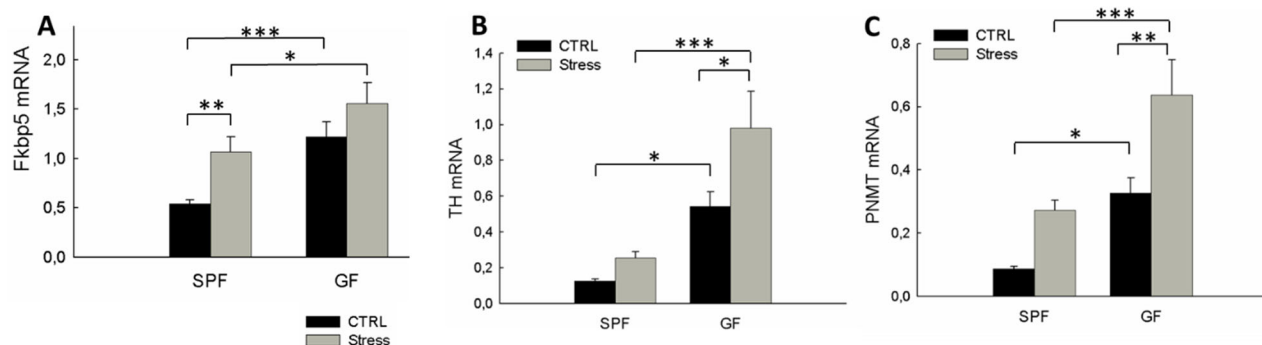 A
Fkbp5 mRNA
2,0
1,5
1,0
0,5
0,0
***
*
**
SPF GF
CTRL
Stress
B
CTRL
Stress
TH mRNA
1,4
1,2
1,0
0,8
0,6
0,4
0,2
0,0
***
*
*
SPF GF
C
CTRL
Stress
PNMT mRNA
0,8
0,6
0,4
0,2
0,0
***
**
*
SPF GF